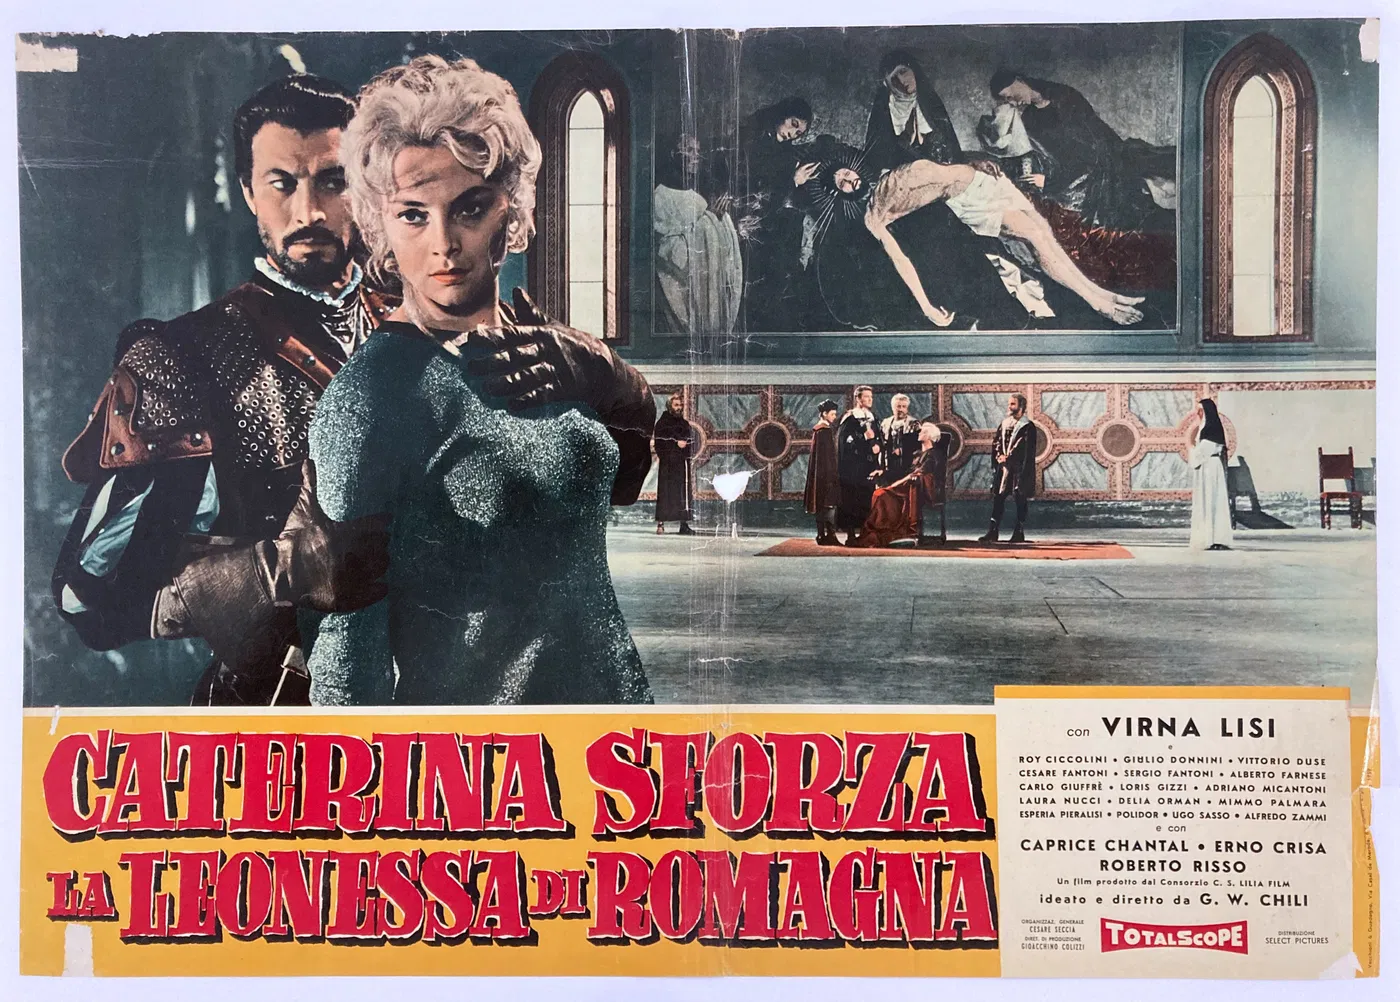 CATERINA SFORZA
LA LEONESSA DI ROMAGNA
con VIRNA LISI
e
ROY CICCOLINI • GIULIO DONNINI • VITTORIO DUSE
CESARE FANTONI • SERGIO FANTONI • ALBERTO FARNESE
CARLO GIUFFRÈ • LORIS GIZZI • ADRIANO MICANTONI
LAURA NUCCI • DELIA ORMAN • MIMMO PALMARA
ESPERIA PIERALISI • POLIDOR • UGO SASSO • ALFREDO ZAMMI
e con
CAPRICE CHANTAL • ERNO CRISA
ROBERTO RISSO
Un film prodotto dal Consorzio C. S. LILIA FILM
ideato e diretto da G. W. CHILI
ORGANIZZAZ. GENERALE
CESARE SECCIA
DIRET. DI PRODUZIONE
GIOACCHINO COLIZZI
TOTALSCOPE
DISTRIBUZIONE
SELECT PICTURES